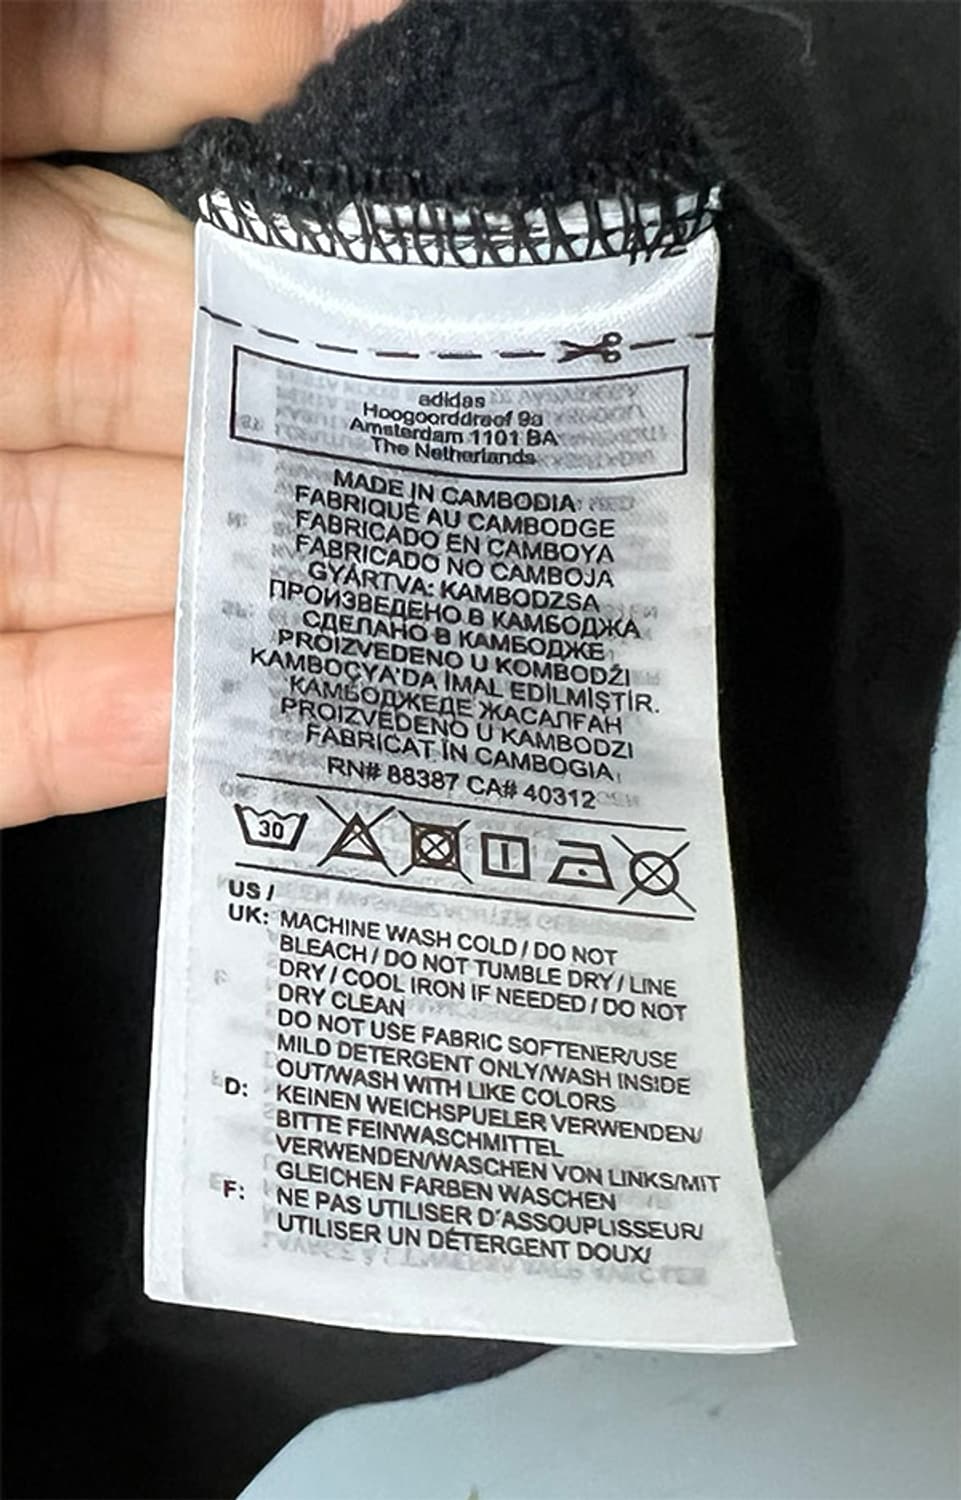 adidas
Hoogoorddreef 9a
Amsterdam 1101 BA
The Netherlands
MADE IN CAMBODIA
FABRIQUÉ AU CAMBODGE
FABRICADO EN CAMBOYA
FABRICADO NO CAMBOJA
GYÁRTVA: KAMBODZSA
ПРОИЗВЕДЕНО В КАМБОДЖА
СДЕЛАНО В КАМБОДЖЕ
PROIZVEDENO U KOMBODŽI
KAMBOÇYA'DA İMAL EDİLMİŞTİR.
КАМБОДЖЕДЕ ЖАСАЛҒАН
PROIZVEDENO U KAMBODZI
FABRICAT ÎN CAMBOGIA
RN# 88387 CA# 40312
30
US /
UK: MACHINE WASH COLD / DO NOT
BLEACH / DO NOT TUMBLE DRY / LINE
DRY / COOL IRON IF NEEDED / DO NOT
DRY CLEAN
DO NOT USE FABRIC SOFTENER/USE
MILD DETERGENT ONLY/WASH INSIDE
OUT/WASH WITH LIKE COLORS
D: KEINEN WEICHSPUELER VERWENDEN/
BITTE FEINWASCHMITTEL
VERWENDEN/WASCHEN VON LINKS/MIT
GLEICHEN FARBEN WASCHEN
F: NE PAS UTILISER D'ASSOUPLISSEUR/
UTILISER UN DÉTERGENT DOUX/